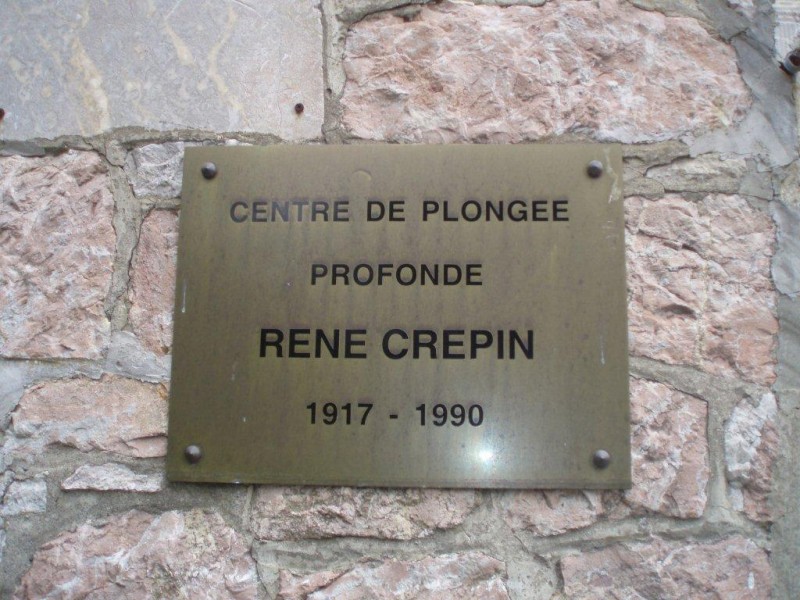 CENTRE DE PLONGEE
PROFONDE
RENE CREPIN
1917 - 1990